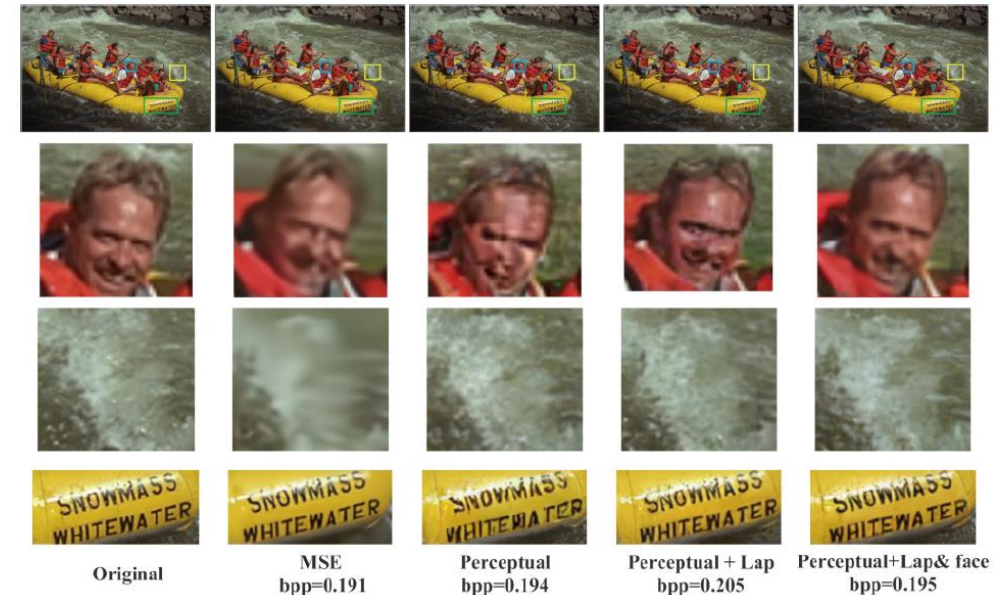 SNOWMASS
WHITEWATER
SNOWMASS
WHITEWATER
SNOWMASS
WHITEWATER
SNOWMASS
WHITEWATER
SNOWMASS
WHITEWATER
Original
MSE
bpp=0.191
Perceptual
bpp=0.194
Perceptual + Lap
bpp=0.205
Perceptual+Lap& face
bpp=0.195